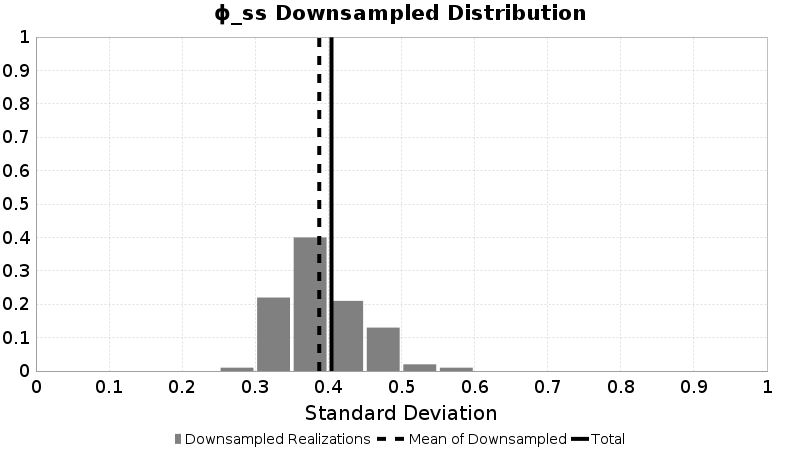 ϕ_ss Downsampled Distribution
1
0.9
0.8
0.7
0.6
0.5
0.4
0.3
0.2
0.1
0
0 0.1 0.2 0.3 0.4 0.5 0.6 0.7 0.8 0.9 1
Standard Deviation
Downsampled Realizations Mean of Downsampled Total